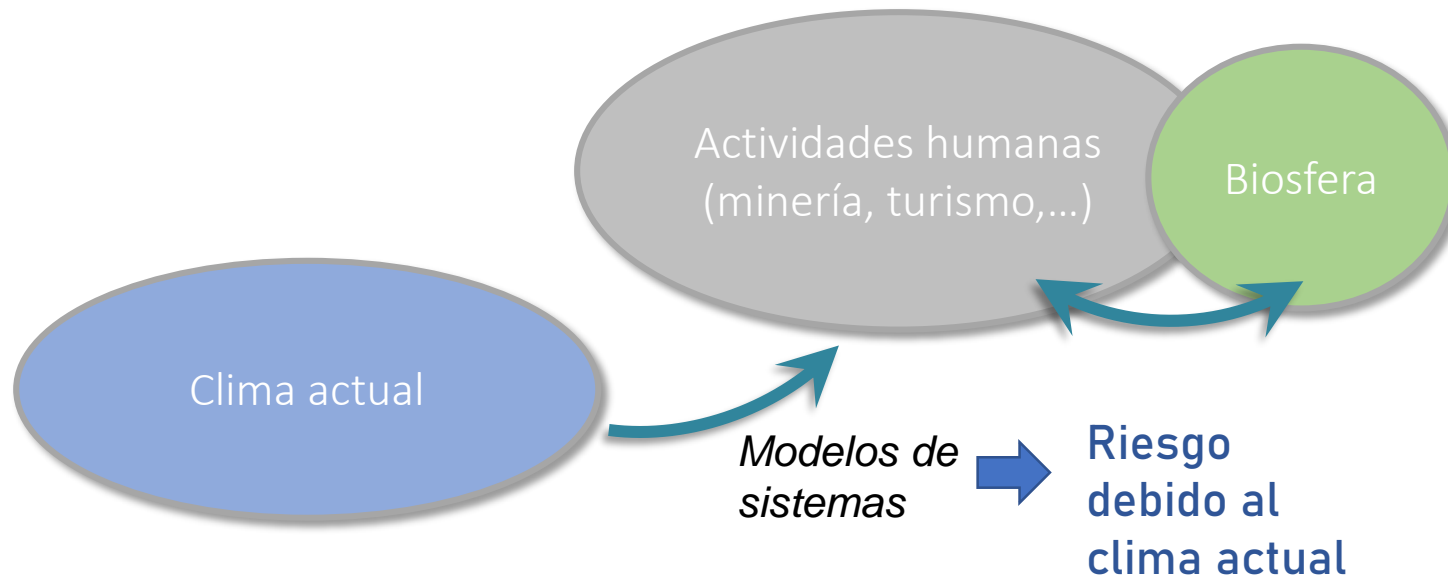 Actividades humanas
(minería, turismo,...)
Biosfera
Clima actual
Modelos de
sistemas
Riesgo
debido al
clima actual